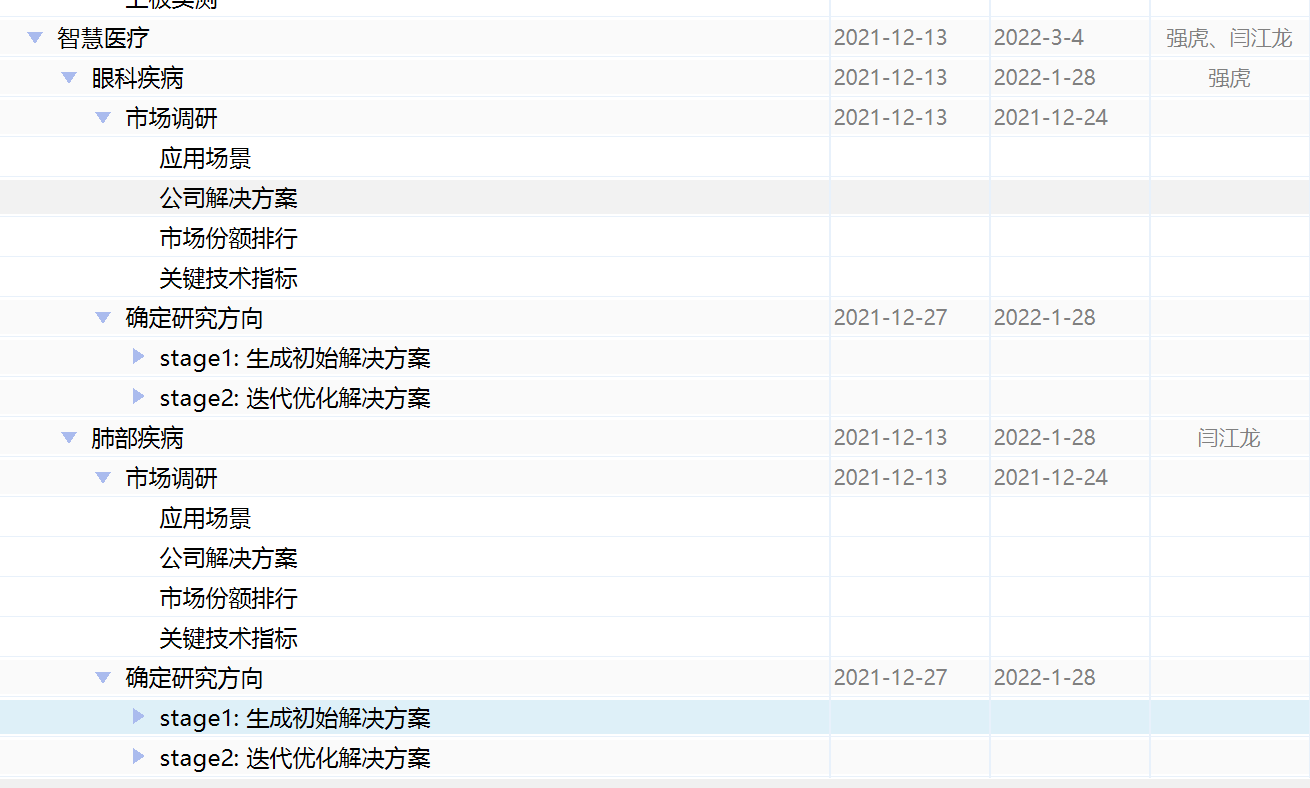 上板实测
智慧医疗 2021-12-13 2022-3-4 强虎、闫江龙
眼科疾病 2021-12-13 2022-1-28 强虎
市场调研 2021-12-13 2021-12-24
应用场景
公司解决方案
市场份额排行
关键技术指标
确定研究方向 2021-12-27 2022-1-28
stage1: 生成初始解决方案
stage2: 迭代优化解决方案
肺部疾病 2021-12-13 2022-1-28 闫江龙
市场调研 2021-12-13 2021-12-24
应用场景
公司解决方案
市场份额排行
关键技术指标
确定研究方向 2021-12-27 2022-1-28
stage1: 生成初始解决方案
stage2: 迭代优化解决方案